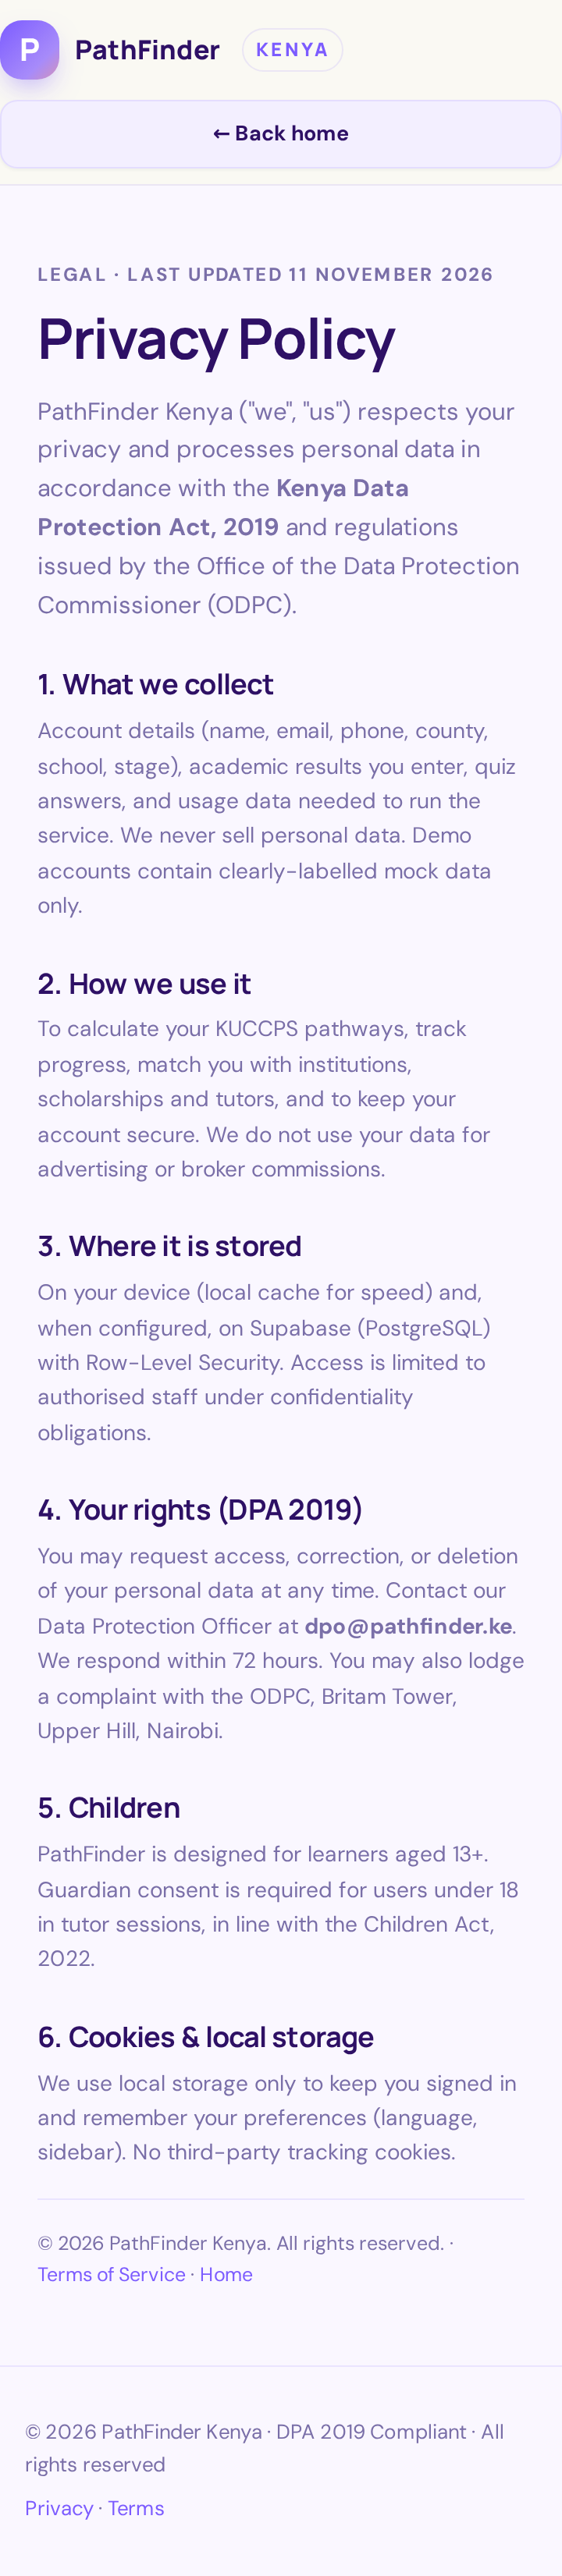 P PathFinder KENYA
← Back home
LEGAL · LAST UPDATED 11 NOVEMBER 2026
Privacy Policy
PathFinder Kenya ("we", "us") respects your
privacy and processes personal data in
accordance with the Kenya Data
Protection Act, 2019 and regulations
issued by the Office of the Data Protection
Commissioner (ODPC).
1. What we collect
Account details (name, email, phone, county,
school, stage), academic results you enter, quiz
answers, and usage data needed to run the
service. We never sell personal data. Demo
accounts contain clearly-labelled mock data
only.
2. How we use it
To calculate your KUCCPS pathways, track
progress, match you with institutions,
scholarships and tutors, and to keep your
account secure. We do not use your data for
advertising or broker commissions.
3. Where it is stored
On your device (local cache for speed) and,
when configured, on Supabase (PostgreSQL)
with Row-Level Security. Access is limited to
authorised staff under confidentiality
obligations.
4. Your rights (DPA 2019)
You may request access, correction, or deletion
of your personal data at any time. Contact our
Data Protection Officer at dpo@pathfinder.ke.
We respond within 72 hours. You may also lodge
a complaint with the ODPC, Britam Tower,
Upper Hill, Nairobi.
5. Children
PathFinder is designed for learners aged 13+.
Guardian consent is required for users under 18
in tutor sessions, in line with the Children Act,
2022.
6. Cookies & local storage
We use local storage only to keep you signed in
and remember your preferences (language,
sidebar). No third-party tracking cookies.
© 2026 PathFinder Kenya. All rights reserved. ·
Terms of Service · Home
© 2026 PathFinder Kenya · DPA 2019 Compliant · All
rights reserved
Privacy · Terms